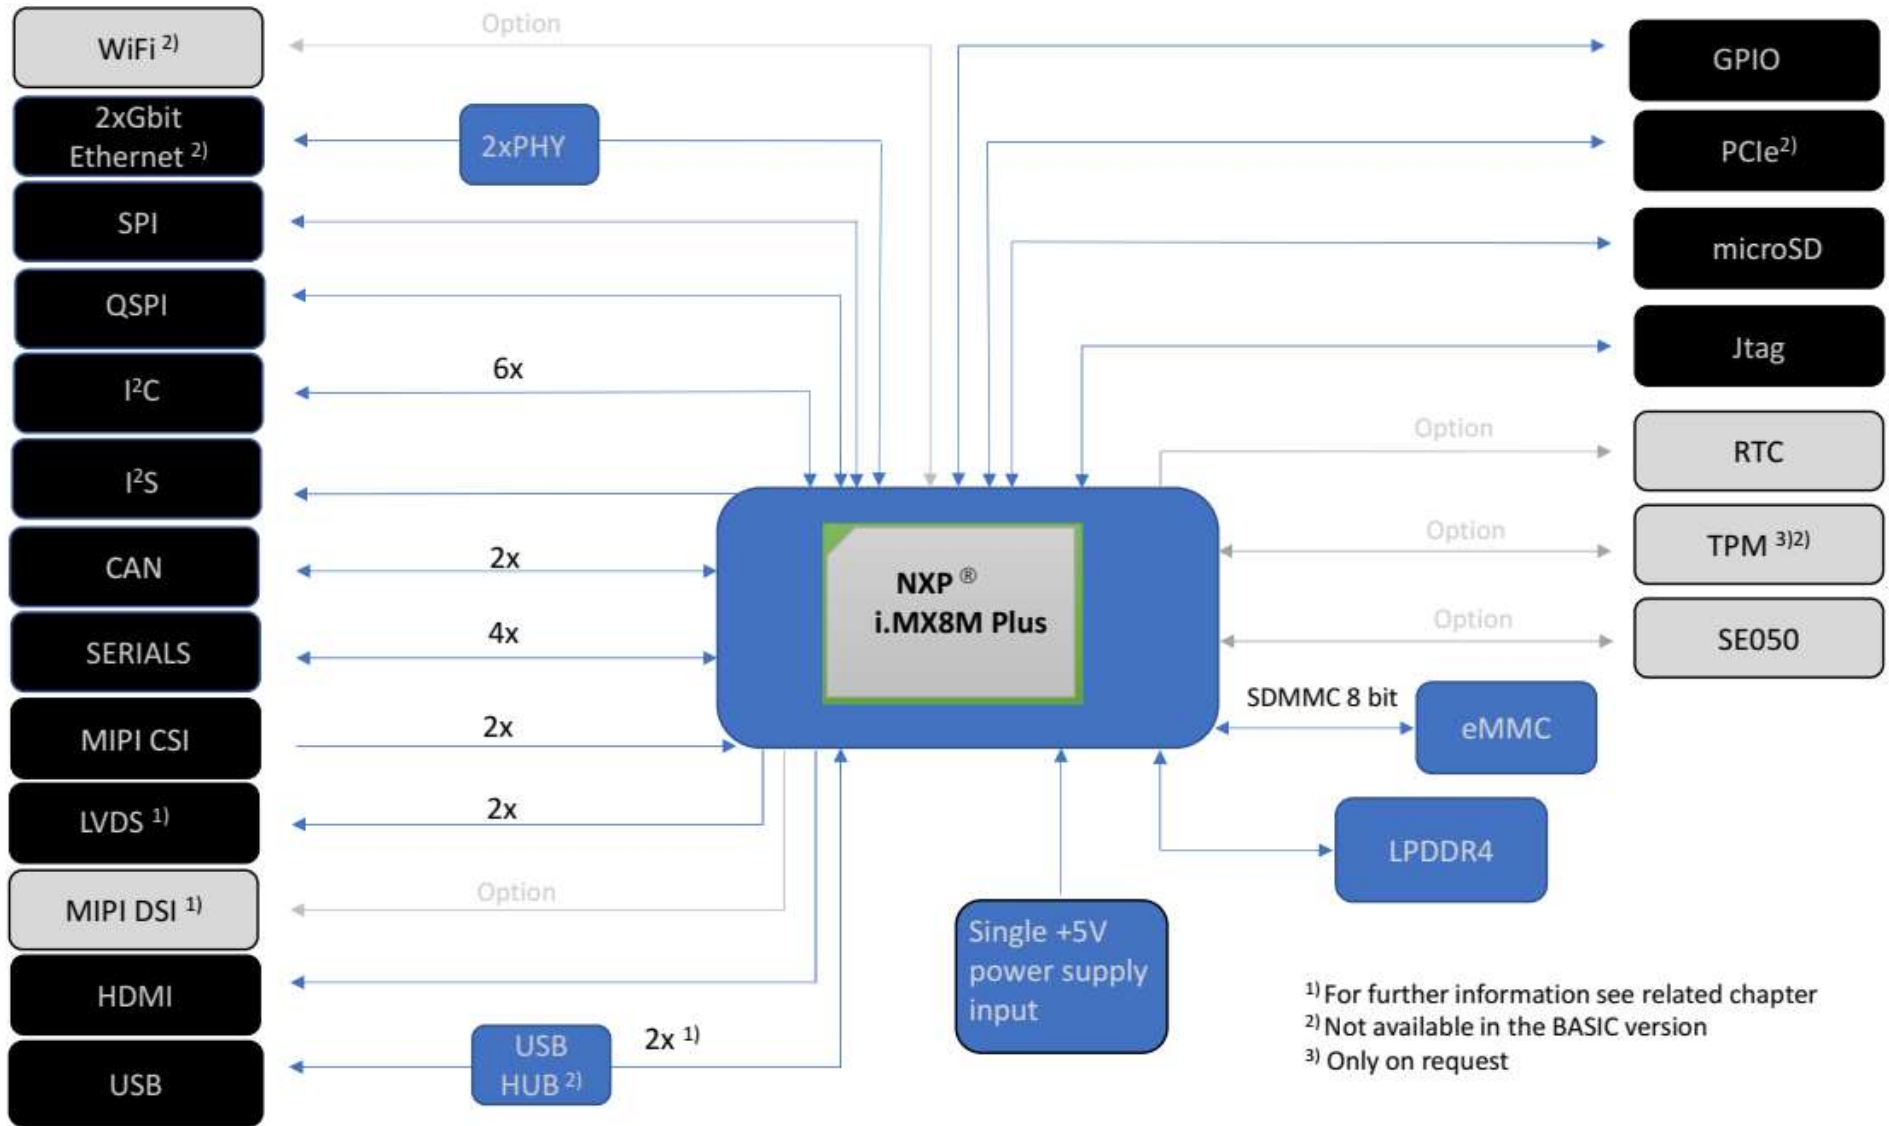 WiFi 2)
Option
2xGbit
Ethernet 2)
2xPHY
SPI
QSPI
I²C
6x
I²S
CAN
2x
SERIALS
4x
MIPI CSI
2x
LVDS 1)
2x
MIPI DSI 1)
Option
HDMI
USB
USB
HUB 2)
2x 1)
NXP ®
i.MX8M Plus
GPIO
PCIe2)
microSD
Jtag
Option
RTC
Option
TPM 3)2)
Option
SE050
SDMMC 8 bit
eMMC
LPDDR4
Single +5V
power supply
input
1) For further information see related chapter
2) Not available in the BASIC version
3) Only on request